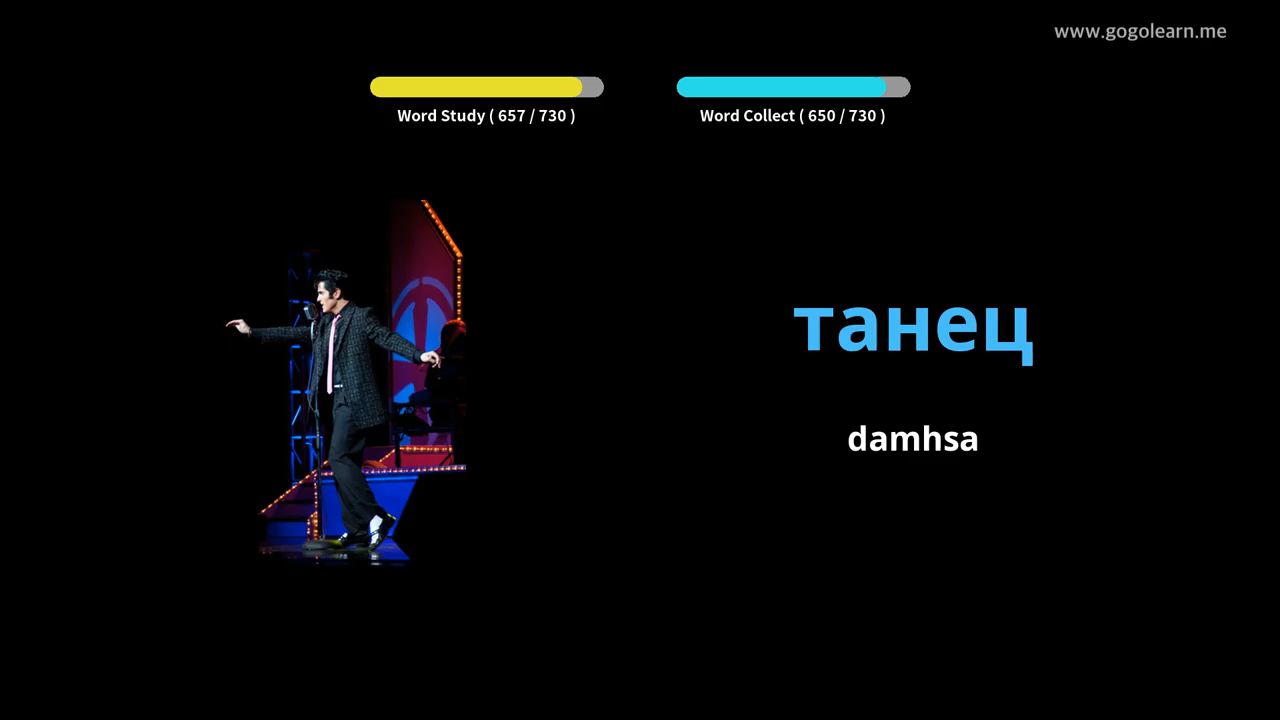 www.gogolearn.me
Word Study ( 657 / 730 )
Word Collect ( 650 / 730 )
танец
damhsa